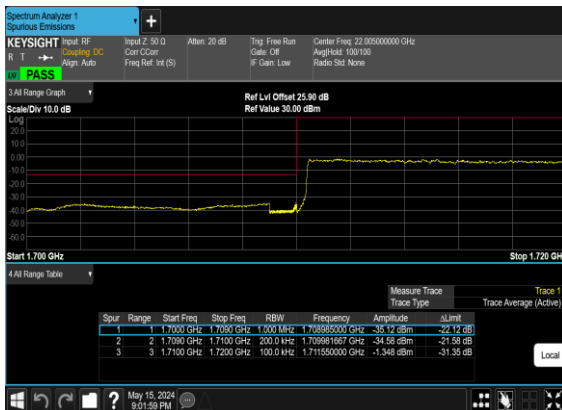 Spectrum Analyzer 1
Spurious Emissions
KEYSIGHT Input: RF Input Z: 50 Ω Atten: 20 dB Trig: Free Run Center Freq: 22.005000000 GHz
R T Coupling: DC Corr CCorr Gate: Off Avg|Hold: 100/100
Align: Auto Freq Ref: Int (S) IF Gain: Low Radio Std: None
PASS
3 All Range Graph
Ref Lvl Offset 25.90 dB
Scale/Div 10.0 dB Ref Value 30.00 dBm
Log
20.0
10.0
0.00
-10.0
-20.0
-30.0
-40.0
-50.0
-60.0
Start 1.700 GHz Stop 1.720 GH
4 All Range Table
Measure Trace Trace 1
Trace Type Trace Average (Active)
Spur Range Start Freq Stop Freq RBW Frequency Amplitude ΔLimit
1 1 1.7000 GHz 1.7090 GHz 1.000 MHz 1.708985000 GHz -35.12 dBm -22.12 dB
2 2 1.7090 GHz 1.7100 GHz 200.0 kHz 1.709981667 GHz -34.58 dBm -21.58 dB
3 3 1.7100 GHz 1.7200 GHz 100.0 kHz 1.711550000 GHz -1.348 dBm -31.35 dB
Local
May 15, 2024
9:01:59 PM